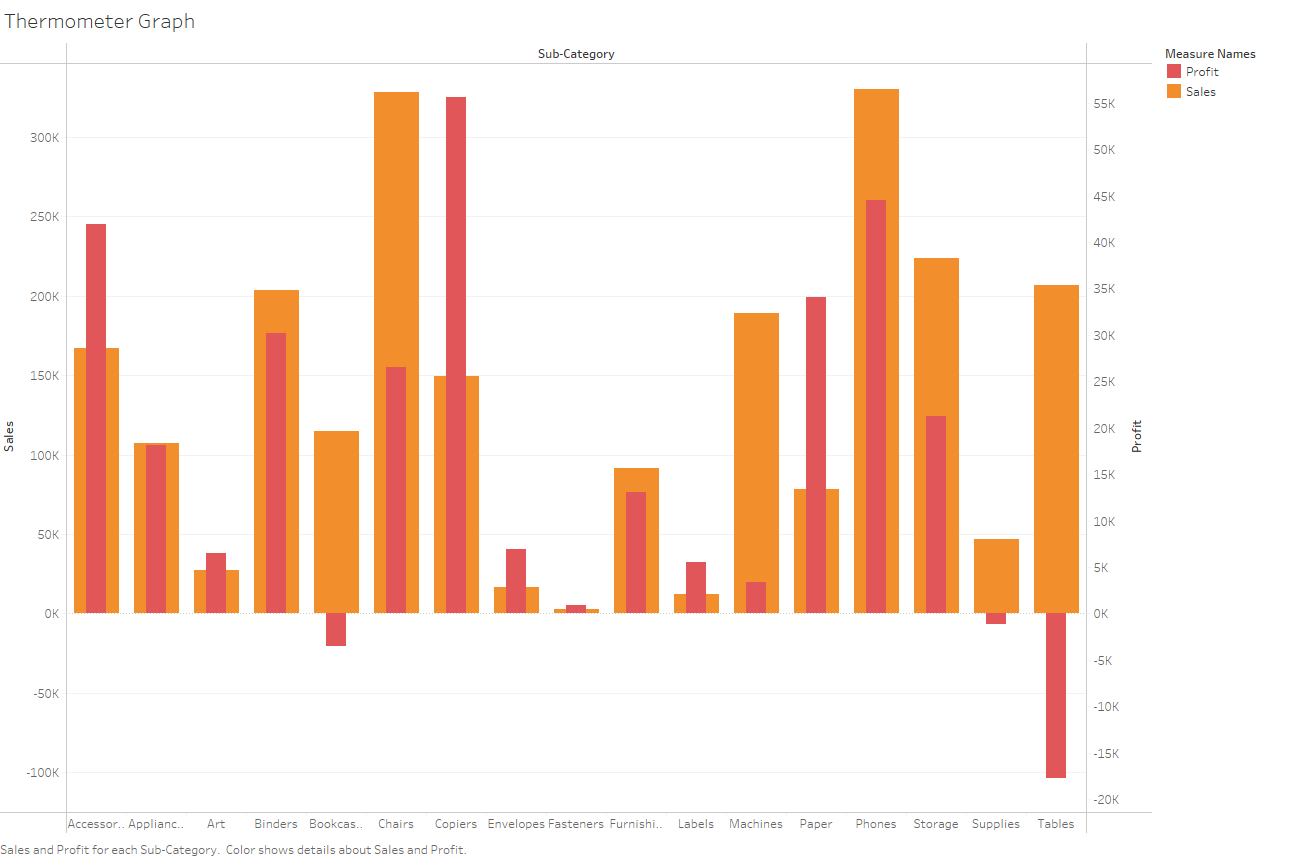 Thermometer Graph
Sub-Category
Measure Names
Profit
Sales
300K
250K
200K
150K
100K
50K
0K
-50K
-100K
Sales
55K
50K
45K
40K
35K
30K
25K
20K
15K
10K
5K
0K
-5K
-10K
-15K
-20K
Profit
Accessor.. Applianc.. Art Binders Bookcas.. Chairs Copiers Envelopes Fasteners Furnishi.. Labels Machines Paper Phones Storage Supplies Tables
Sales and Profit for each Sub-Category. Color shows details about Sales and Profit.